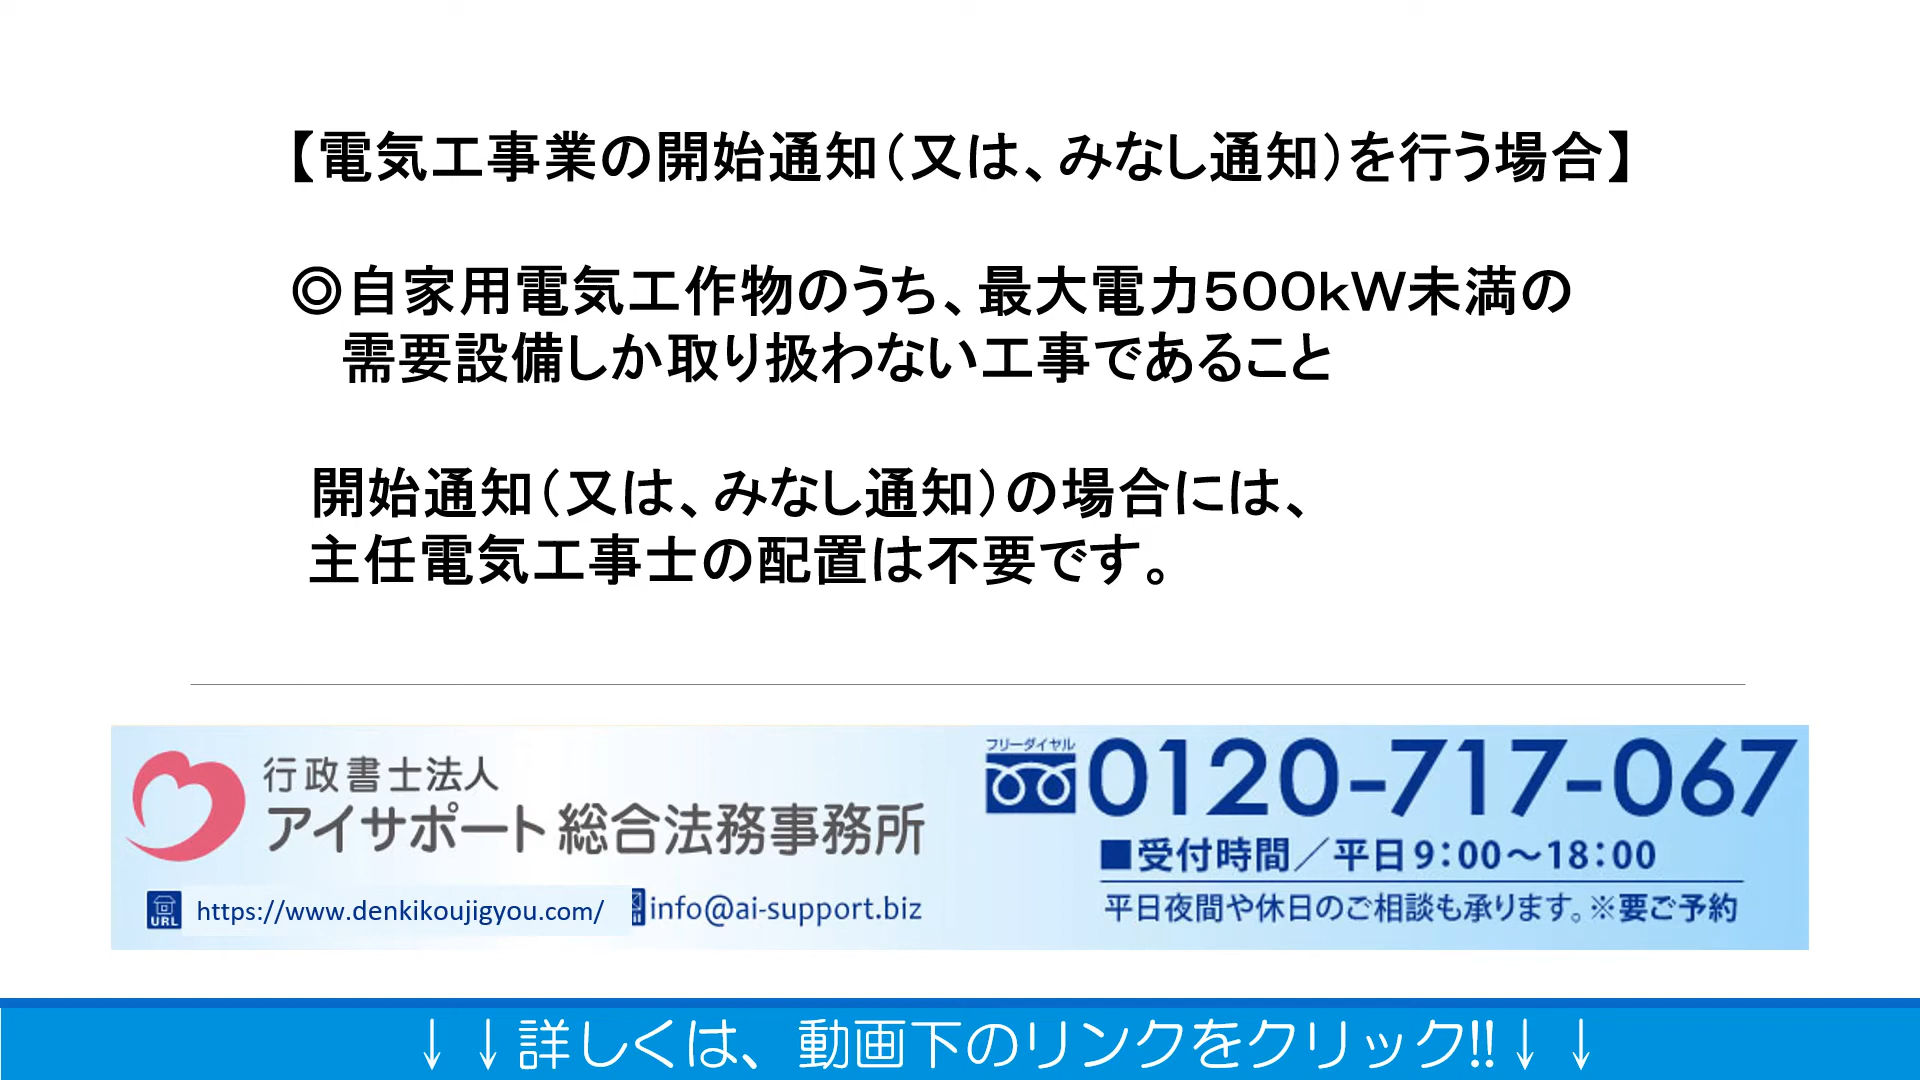 【電気工事業の開始通知（又は、みなし通知）を行う場合】
◎自家用電気工作物のうち、最大電力500kW未満の
需要設備しか取り扱わない工事であること
開始通知（又は、みなし通知）の場合には、
主任電気工事士の配置は不要です。
行政書士法人
アイサポート総合法務事務所
URL https://www.denkikoujigyou.com/ info@ai-support.biz
フリーダイヤル
0120-717-067
■受付時間／平日9:00～18:00
平日夜間や休日のご相談も承ります。※要ご予約
↓↓詳しくは、動画下のリンクをクリック!!↓↓